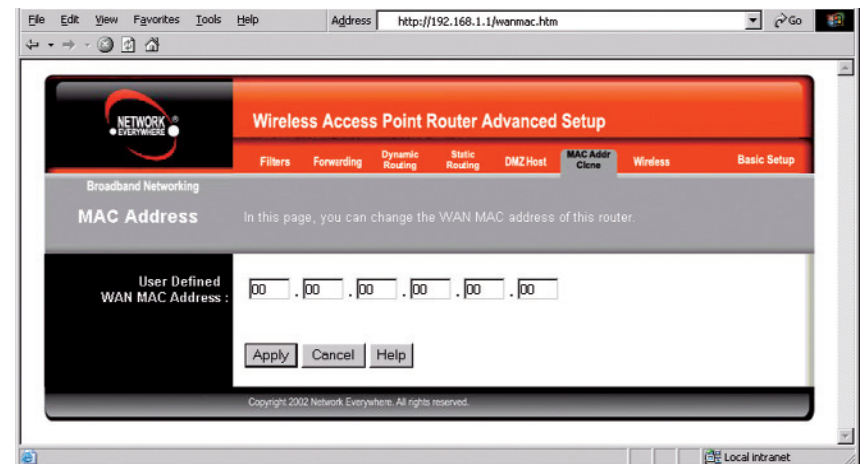 File Edit View Favorites Tools Help Address http://192.168.1.1/wanmac.htm Go
NETWORK
EVERYWHERE
Wireless Access Point Router Advanced Setup
Filters Forwarding Dynamic Routing Static Routing DMZ Host MAC Addr Clone Wireless Basic Setup
Broadband Networking
MAC Address
In this page, you can change the WAN MAC address of this router.
User Defined
WAN MAC Address :
00 . 00 . 00 . 00 . 00 . 00
Apply Cancel Help
Copyright 2002 Network Everywhere. All rights reserved.
Local intranet